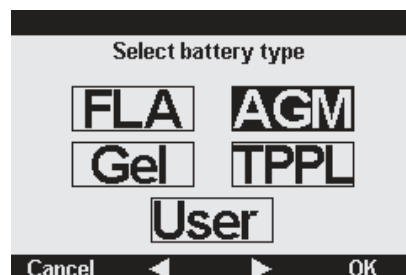 Select battery type
FLA AGM
Gel TPPL
User
Cancel ◀ ▶ OK